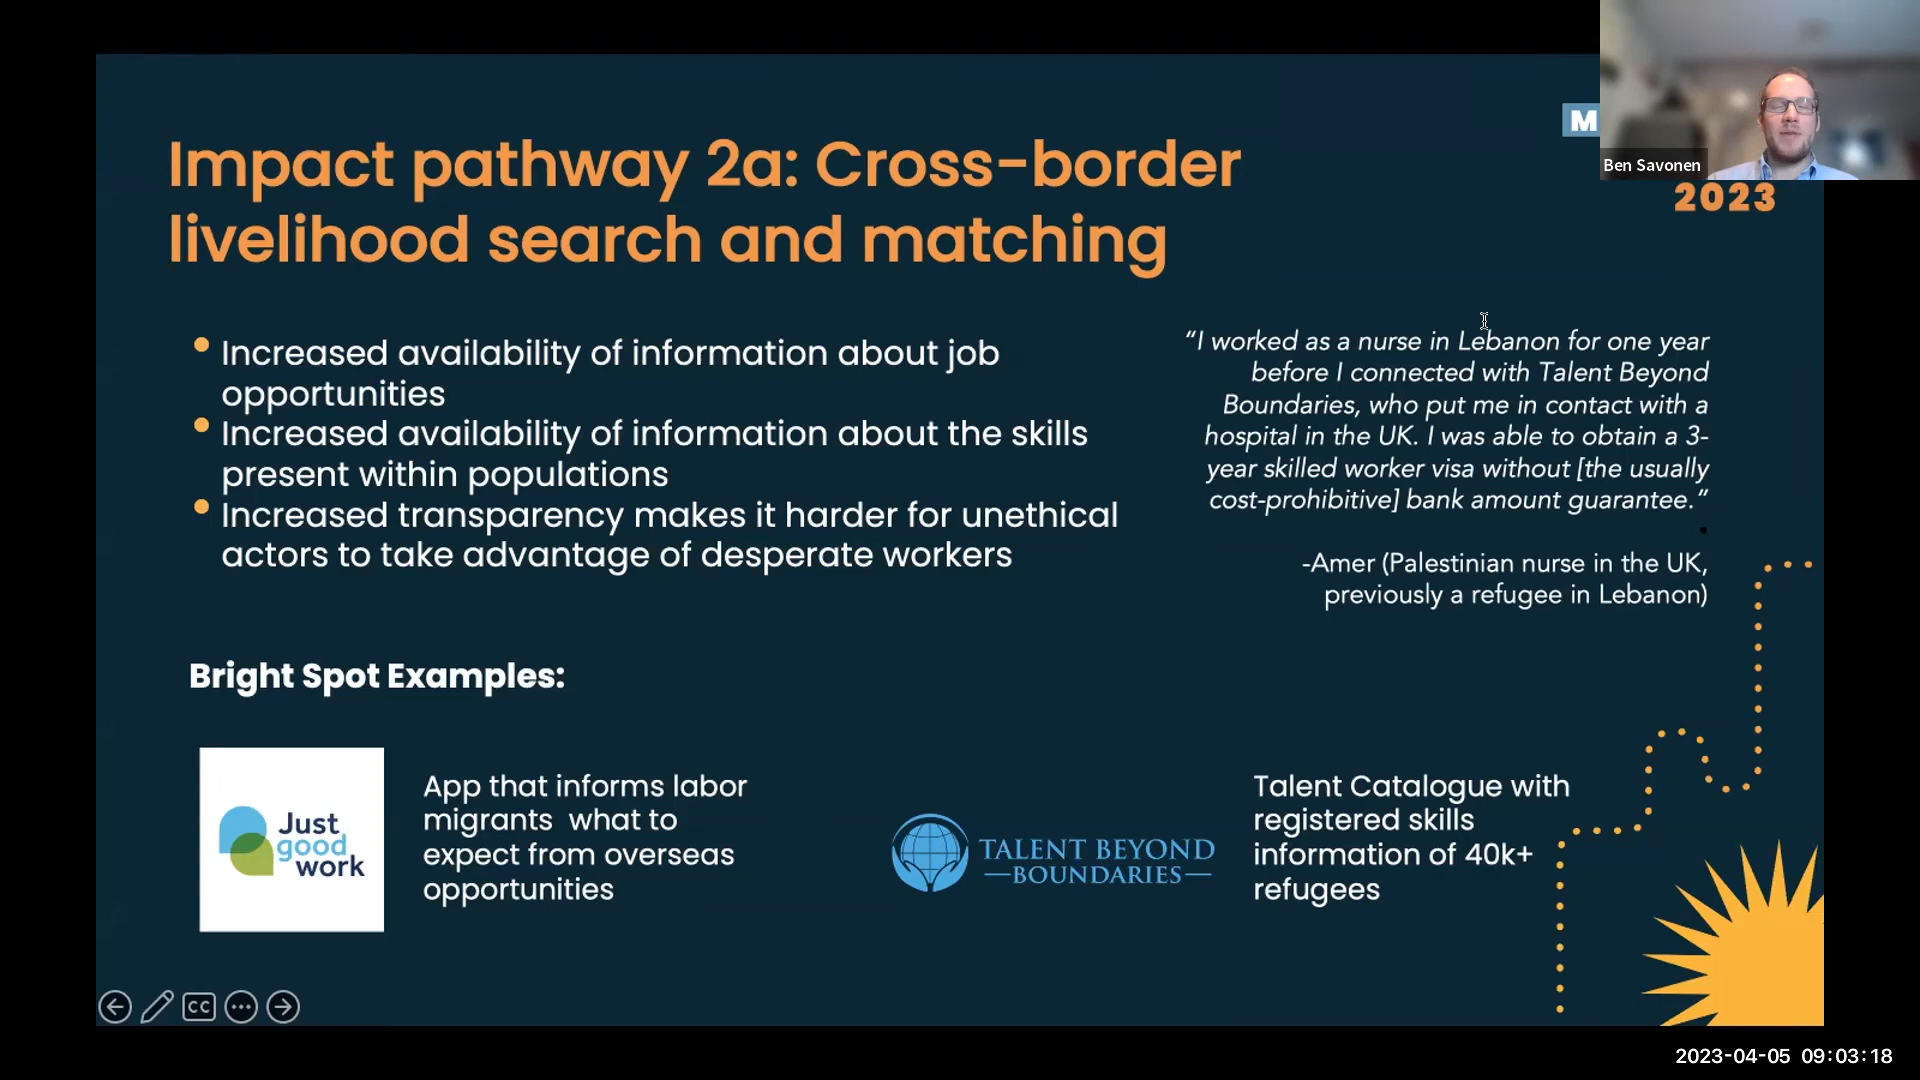 M
Ben Savonen
2023
Impact pathway 2a: Cross-border
livelihood search and matching
Increased availability of information about job
opportunities
Increased availability of information about the skills
present within populations
Increased transparency makes it harder for unethical
actors to take advantage of desperate workers
“I worked as a nurse in Lebanon for one year
before I connected with Talent Beyond
Boundaries, who put me in contact with a
hospital in the UK. I was able to obtain a 3-
year skilled worker visa without [the usually
cost-prohibitive] bank amount guarantee.”
-Amer (Palestinian nurse in the UK,
previously a refugee in Lebanon)
Bright Spot Examples:
Just
good
work
App that informs labor
migrants  what to
expect from overseas
opportunities
TALENT BEYOND
BOUNDARIES
Talent Catalogue with
registered skills
information of 40k+
refugees
CC
2023-04-05 09:03:18